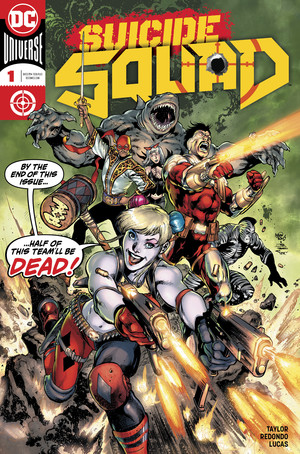 DC
UNIVERSE
1
SUICIDE
SQUAD
BY THE
END OF THIS
ISSUE...
...HALF OF
THIS TEAM'LL BE
DEAD!
TAYLOR
REDONDO
LUCAS